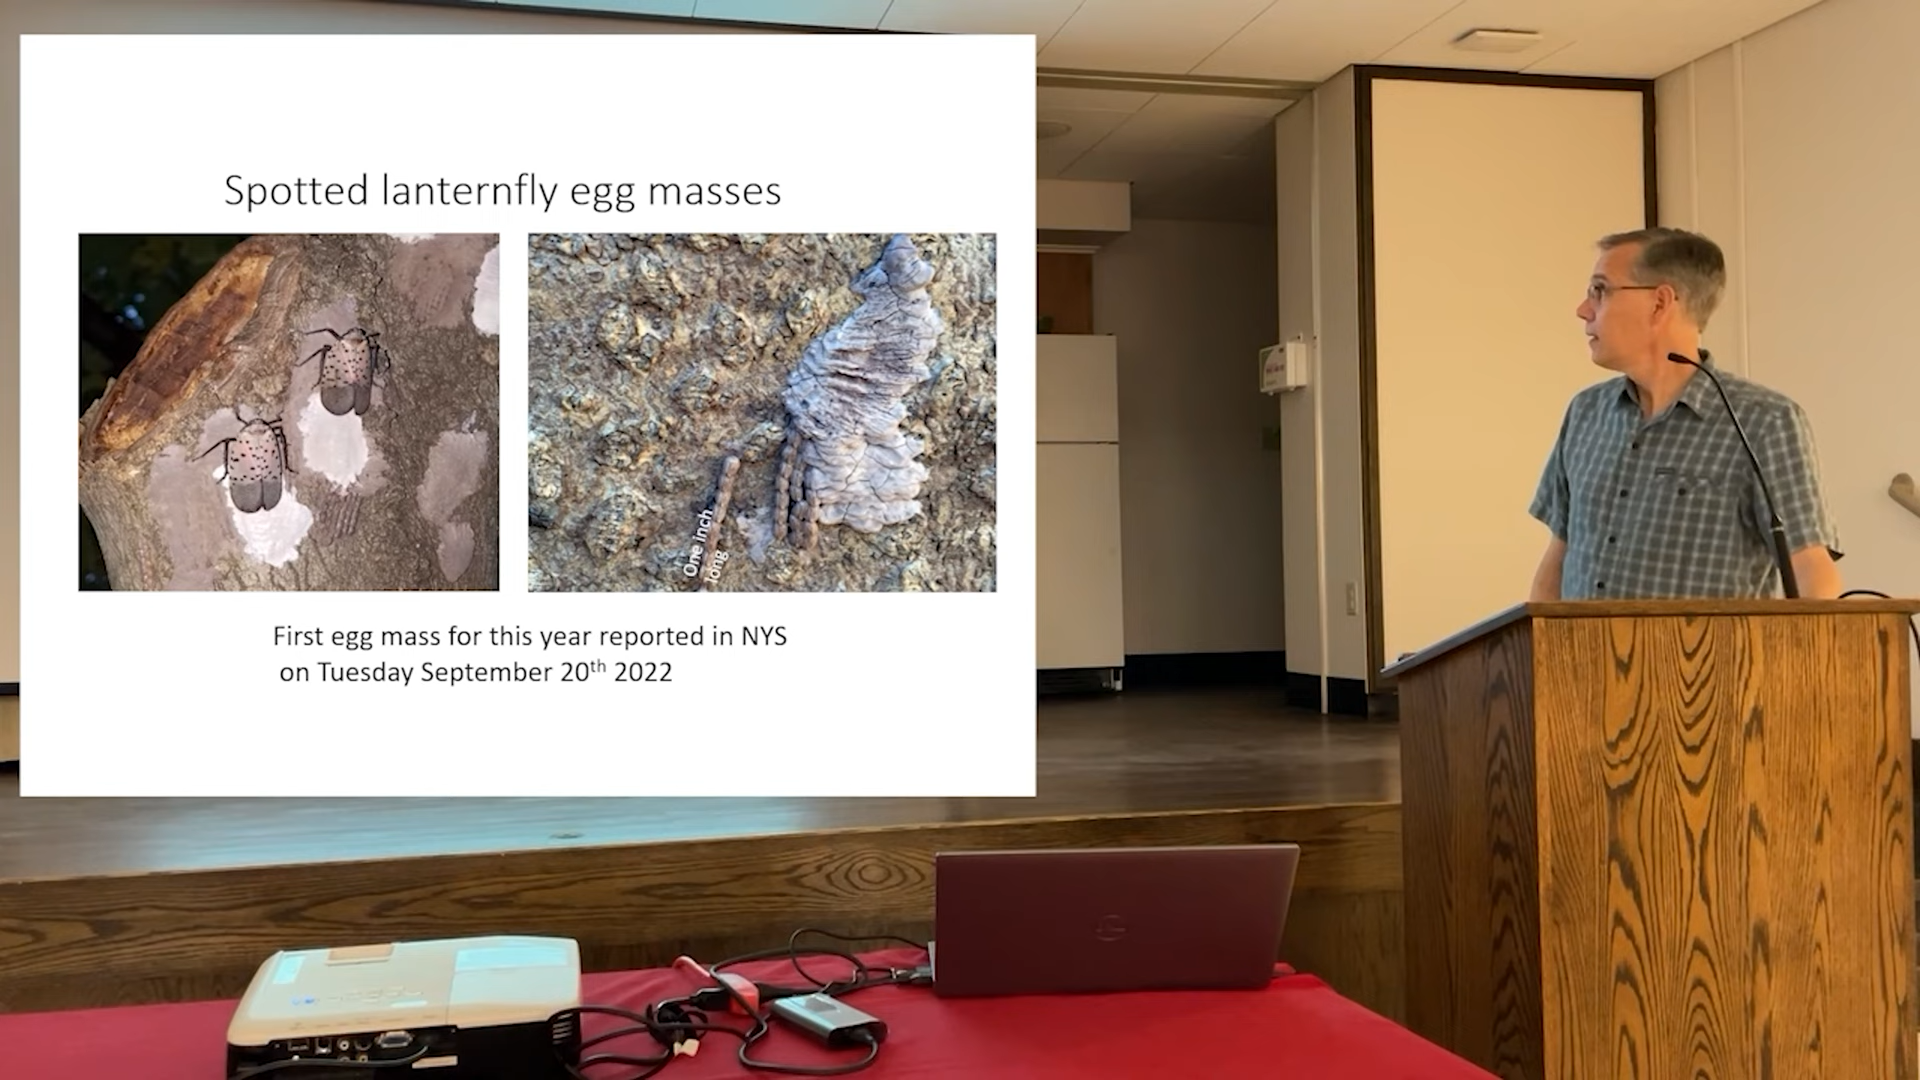 Spotted lanternfly egg masses
One inch
long
First egg mass for this year reported in NYS
on Tuesday September 20th 2022